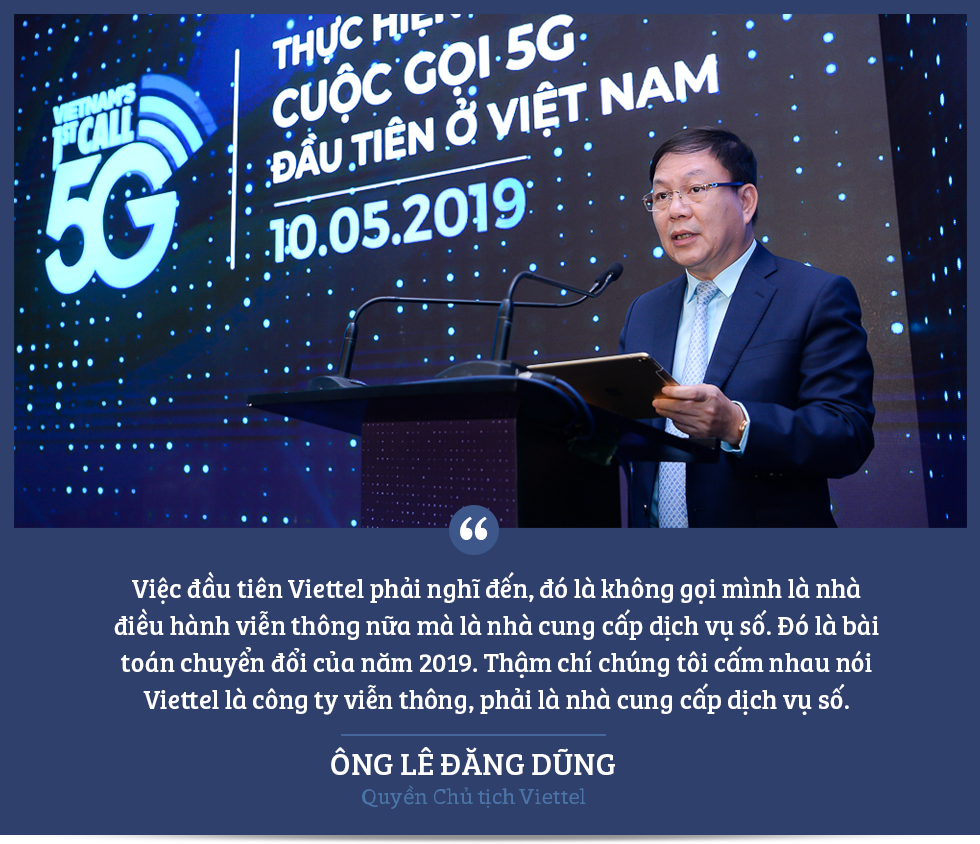 THỰC HIỆN
CUỘC GỌI 5G
ĐẦU TIÊN Ở VIỆT NAM
10.05.2019
VIETNAM'S
1ST CALL
5G
“
Việc đầu tiên Viettel phải nghĩ đến, đó là không gọi mình là nhà
điều hành viễn thông nữa mà là nhà cung cấp dịch vụ số. Đó là bài
toán chuyển đổi của năm 2019. Thậm chí chúng tôi cấm nhau nói
Viettel là công ty viễn thông, phải là nhà cung cấp dịch vụ số.
ÔNG LÊ ĐĂNG DŨNG
Quyền Chủ tịch Viettel